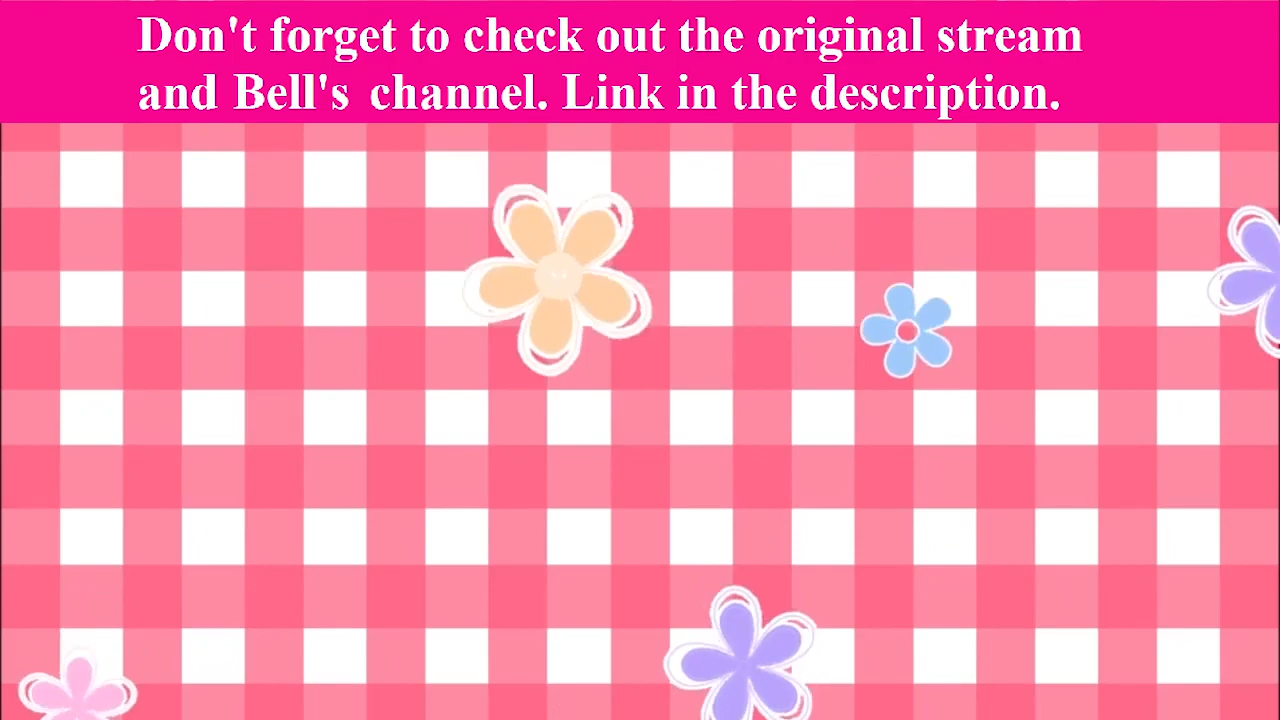 Don't forget to check out the original stream
and Bell's channel. Link in the description.